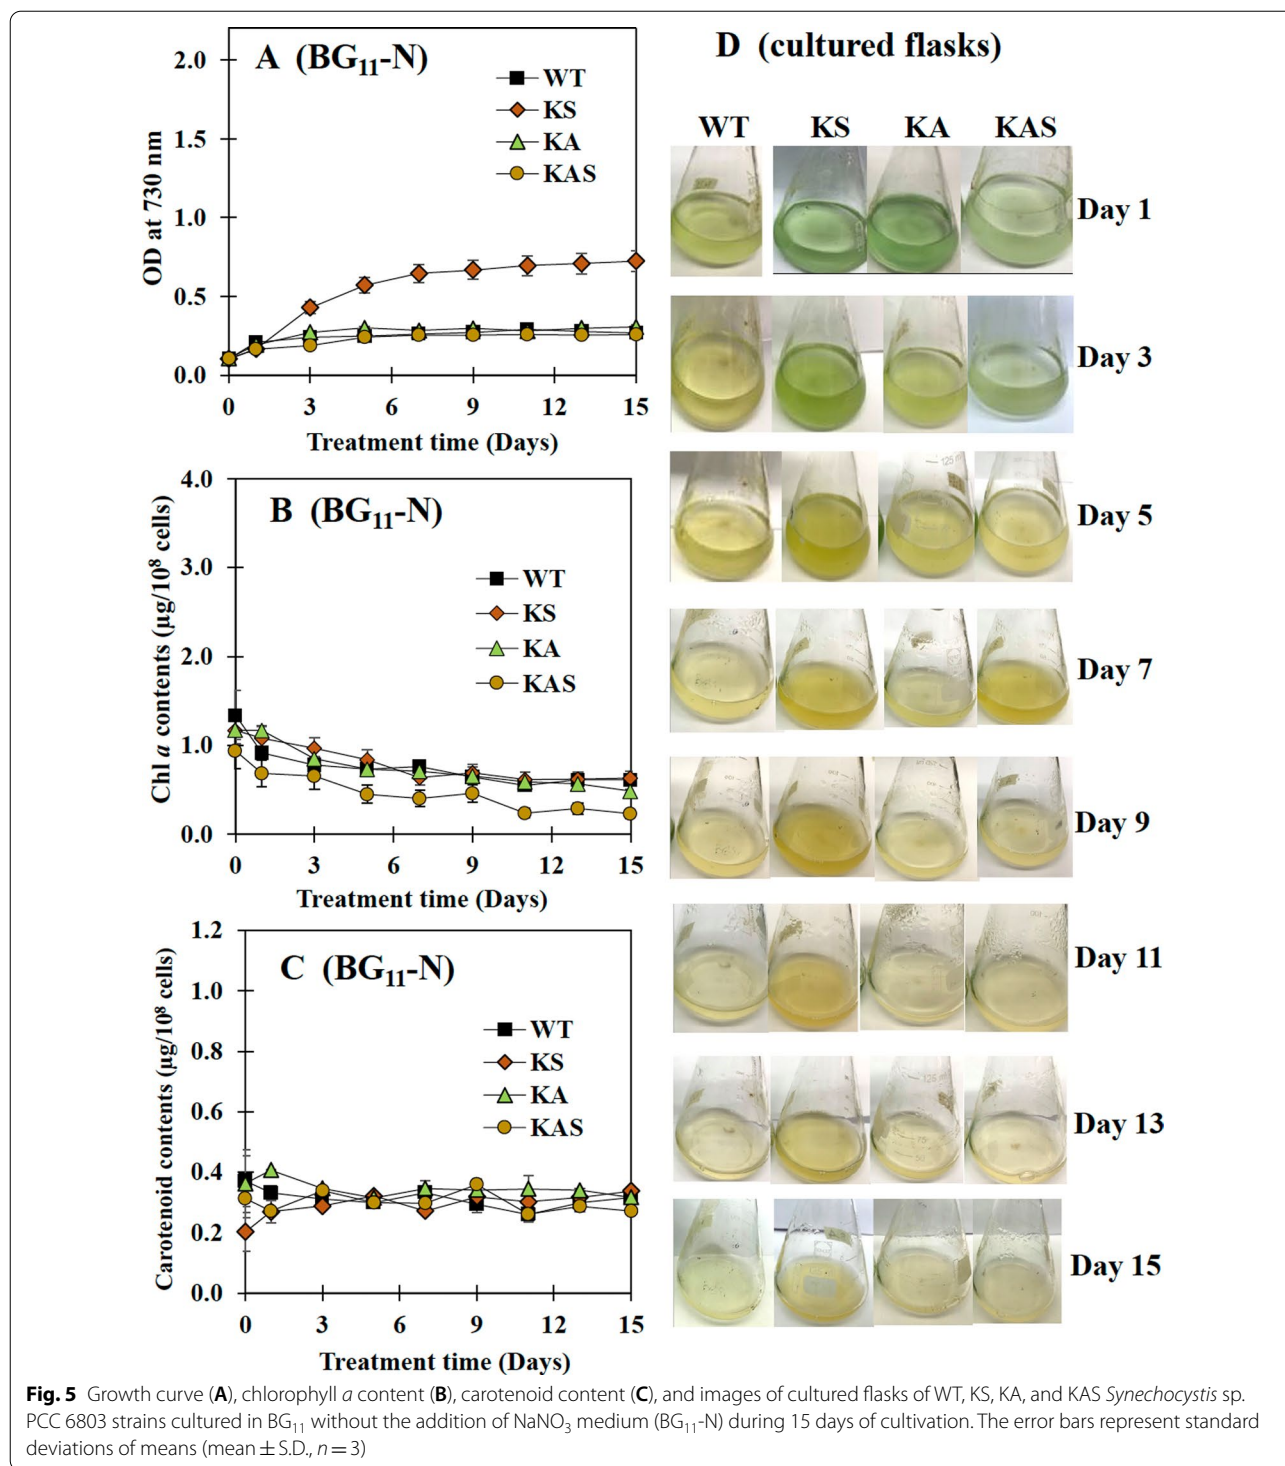 A (BG11-N)
WT
KS
KA
KAS
OD at 730 nm
2.0
1.5
1.0
0.5
0.0
0 3 6 9 12 15
Treatment time (Days)
B (BG11-N)
WT
KS
KA
KAS
Chl a contents (µg/10⁸ cells)
4.0
3.0
2.0
1.0
0.0
0 3 6 9 12 15
Treatment time (Days)
C (BG11-N)
WT
KS
KA
KAS
Carotenoid contents (µg/10⁸ cells)
1.2
1.0
0.8
0.6
0.4
0.2
0.0
0 3 6 9 12 15
Treatment time (Days)
D (cultured flasks)
WT KS KA KAS
Day 1
Day 3
Day 5
Day 7
Day 9
Day 11
Day 13
Day 15
Fig. 5 Growth curve (A), chlorophyll a content (B), carotenoid content (C), and images of cultured flasks of WT, KS, KA, and KAS Synechocystis sp.
PCC 6803 strains cultured in BG11 without the addition of NaNO3 medium (BG11-N) during 15 days of cultivation. The error bars represent standard
deviations of means (mean ± S.D., n = 3)